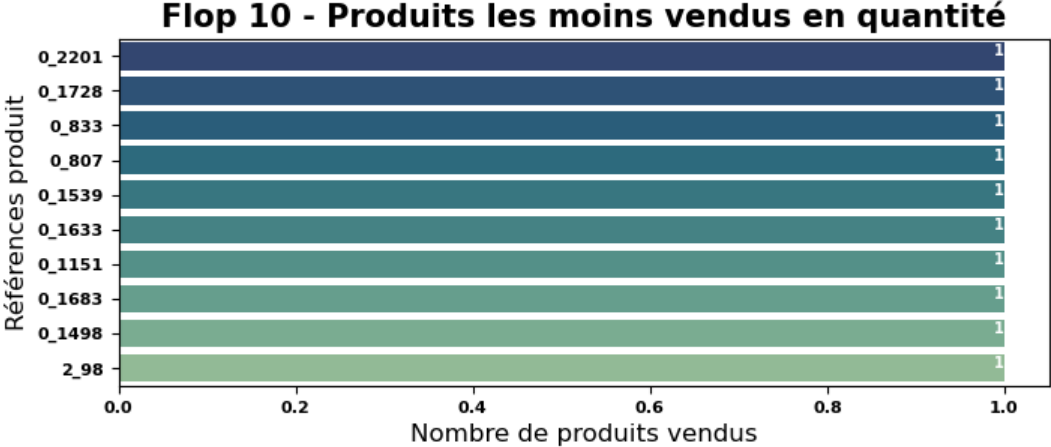 Flop 10 - Produits les moins vendus en quantité
Références produit
0_2201 1
0_1728 1
0_833 1
0_807 1
0_1539 1
0_1633 1
0_1151 1
0_1683 1
0_1498 1
2_98 1
0.0 0.2 0.4 0.6 0.8 1.0
Nombre de produits vendus